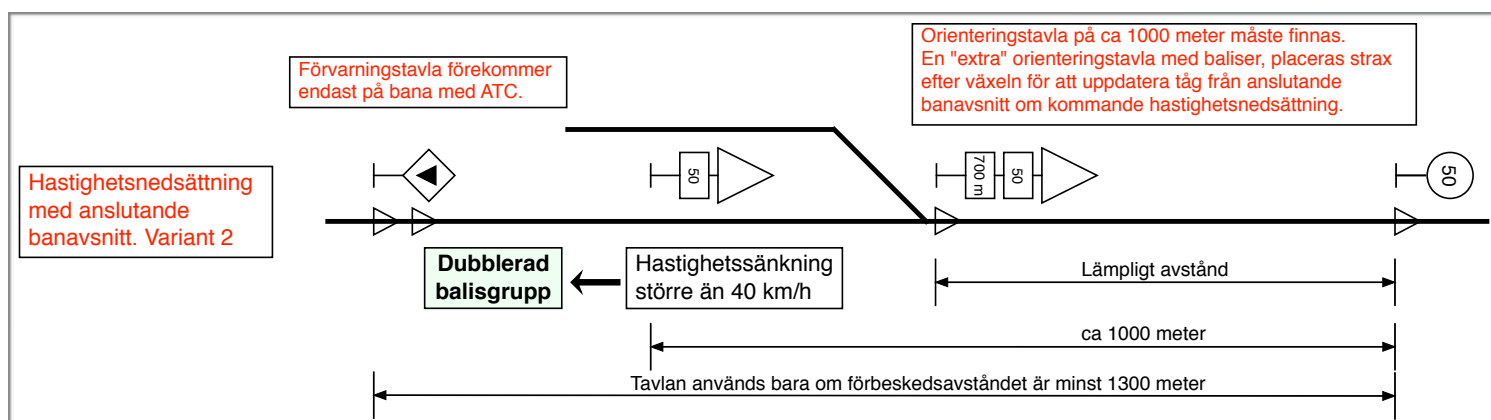 Förvarningstavla förekommer
endast på bana med ATC.
Orienteringstavla på ca 1000 meter måste finnas.
En "extra" orienteringstavla med baliser, placeras strax
efter växeln för att uppdatera tåg från anslutande
banavsnitt om kommande hastighetsnedsättning.
Hastighetsnedsättning
med anslutande
banavsnitt. Variant 2
50
700 m
50
50
Dubblerad
balisgrupp
Hastighetssänkning
större än 40 km/h
Lämpligt avstånd
ca 1000 meter
Tavlan används bara om förbeskedsavståndet är minst 1300 meter